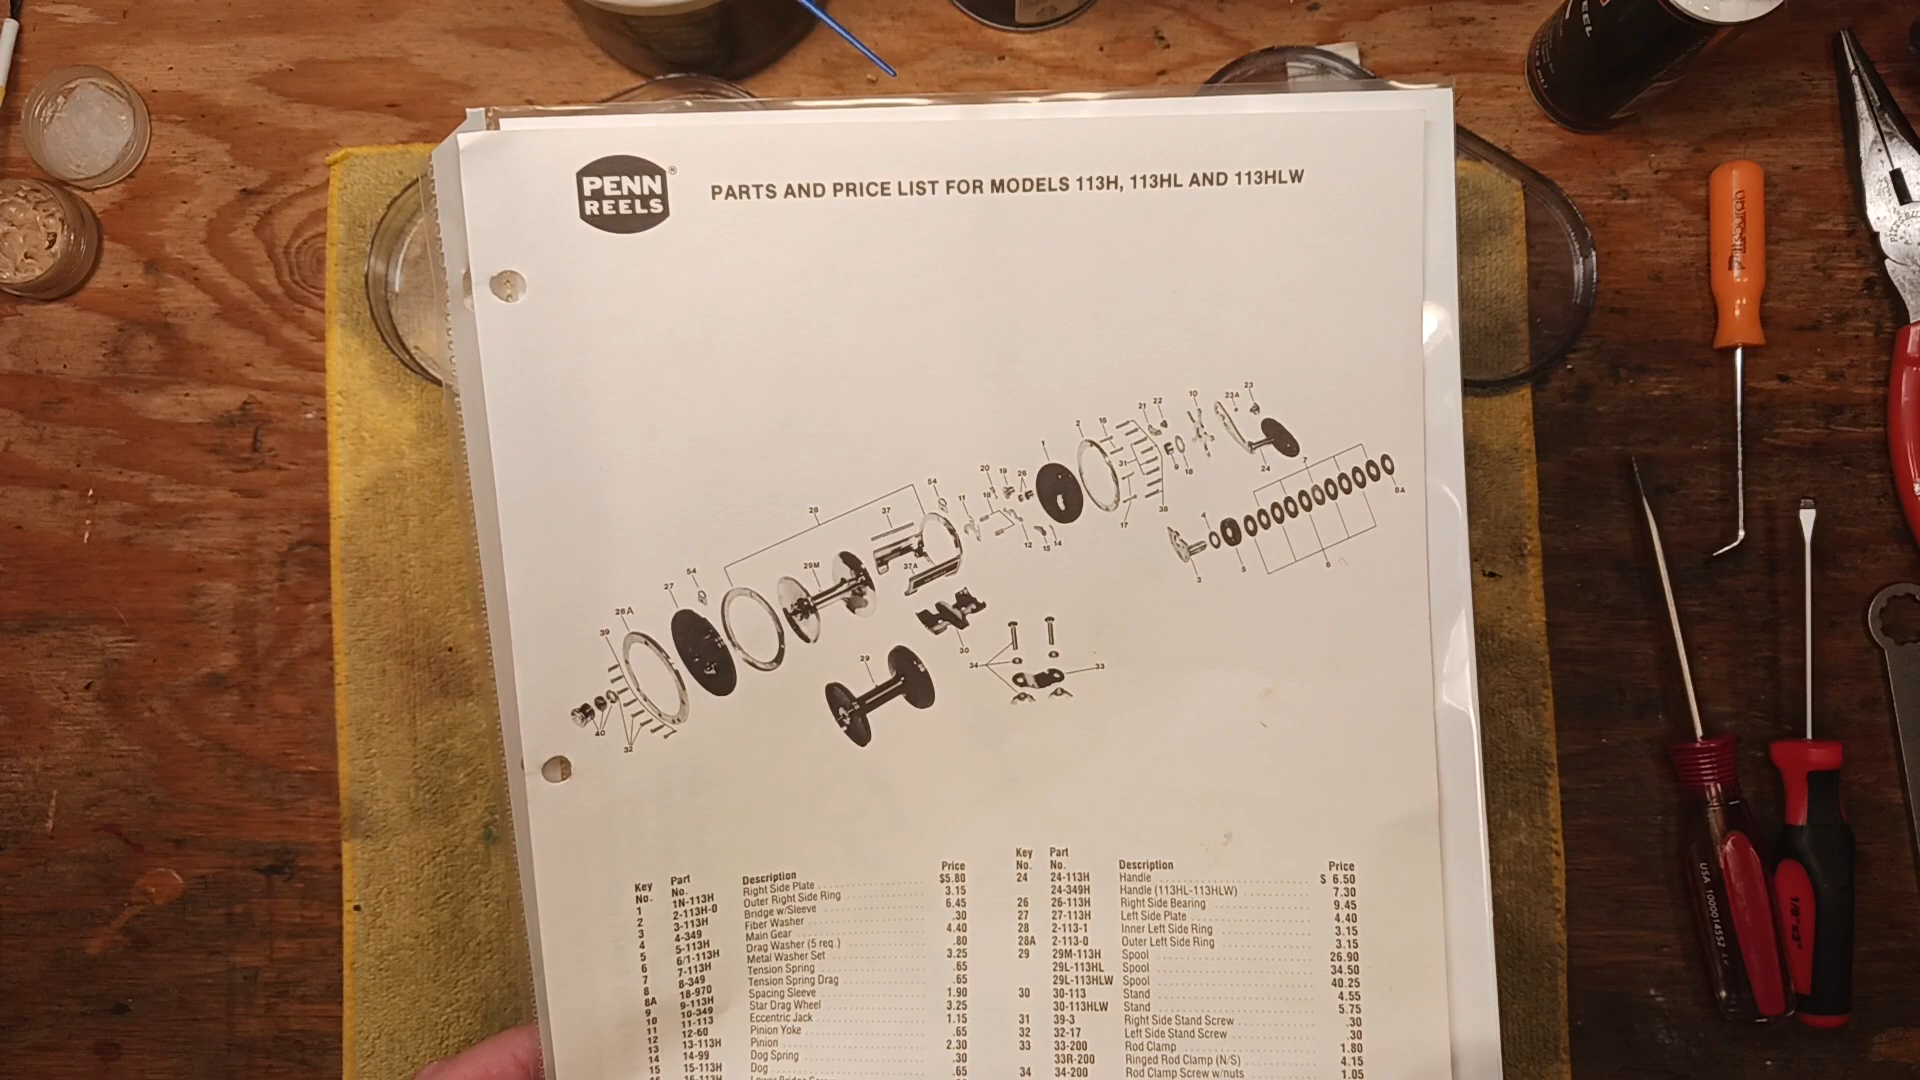 PENN®
REELS
PARTS AND PRICE LIST FOR MODELS 113H, 113HL AND 113HLW
Key No. Part No. Description Price
1 1N-113H Right Side Plate $5.80
2 2-113H-0 Outer Right Side Ring 3.15
3 3-113H Bridge w/Sleeve 6.45
4 4-349 Fiber Washer .30
5 5-113H Main Gear 4.40
6 6/1-113H Drag Washer (5 req.) .80
7 7-113H Metal Washer Set 3.25
8 8-349 Tension Spring .65
8A 18-970 Tension Spring Drag .65
9 9-113H Spacing Sleeve 1.90
10 10-349 Star Drag Wheel 3.25
11 11-113 Eccentric Jack 1.15
12 12-60 Pinion Yoke .65
13 13-113H Pinion 2.30
14 14-99 Dog Spring .30
15 15-113H Dog .65
Key No. Part No. Description Price
24 24-113H Handle $ 6.50
24-349H Handle (113HL-113HLW) 7.30
26 26-113H Right Side Bearing 9.45
27 27-113H Left Side Plate 4.40
28 2-113-1 Inner Left Side Ring 3.15
28A 2-113-0 Outer Left Side Ring 3.15
29 29M-113H Spool 26.90
29L-113HL Spool 34.50
29L-113HLW Spool 40.25
30 30-113 Stand 4.55
30-113HLW Stand 5.75
31 39-3 Right Side Stand Screw .30
32 32-17 Left Side Stand Screw .30
33 33-200 Rod Clamp 1.80
33R-200 Ringed Rod Clamp (N/S) 4.15
34 34-200 Rod Clamp Screw w/nuts 1.05
USA
1/8"x3"